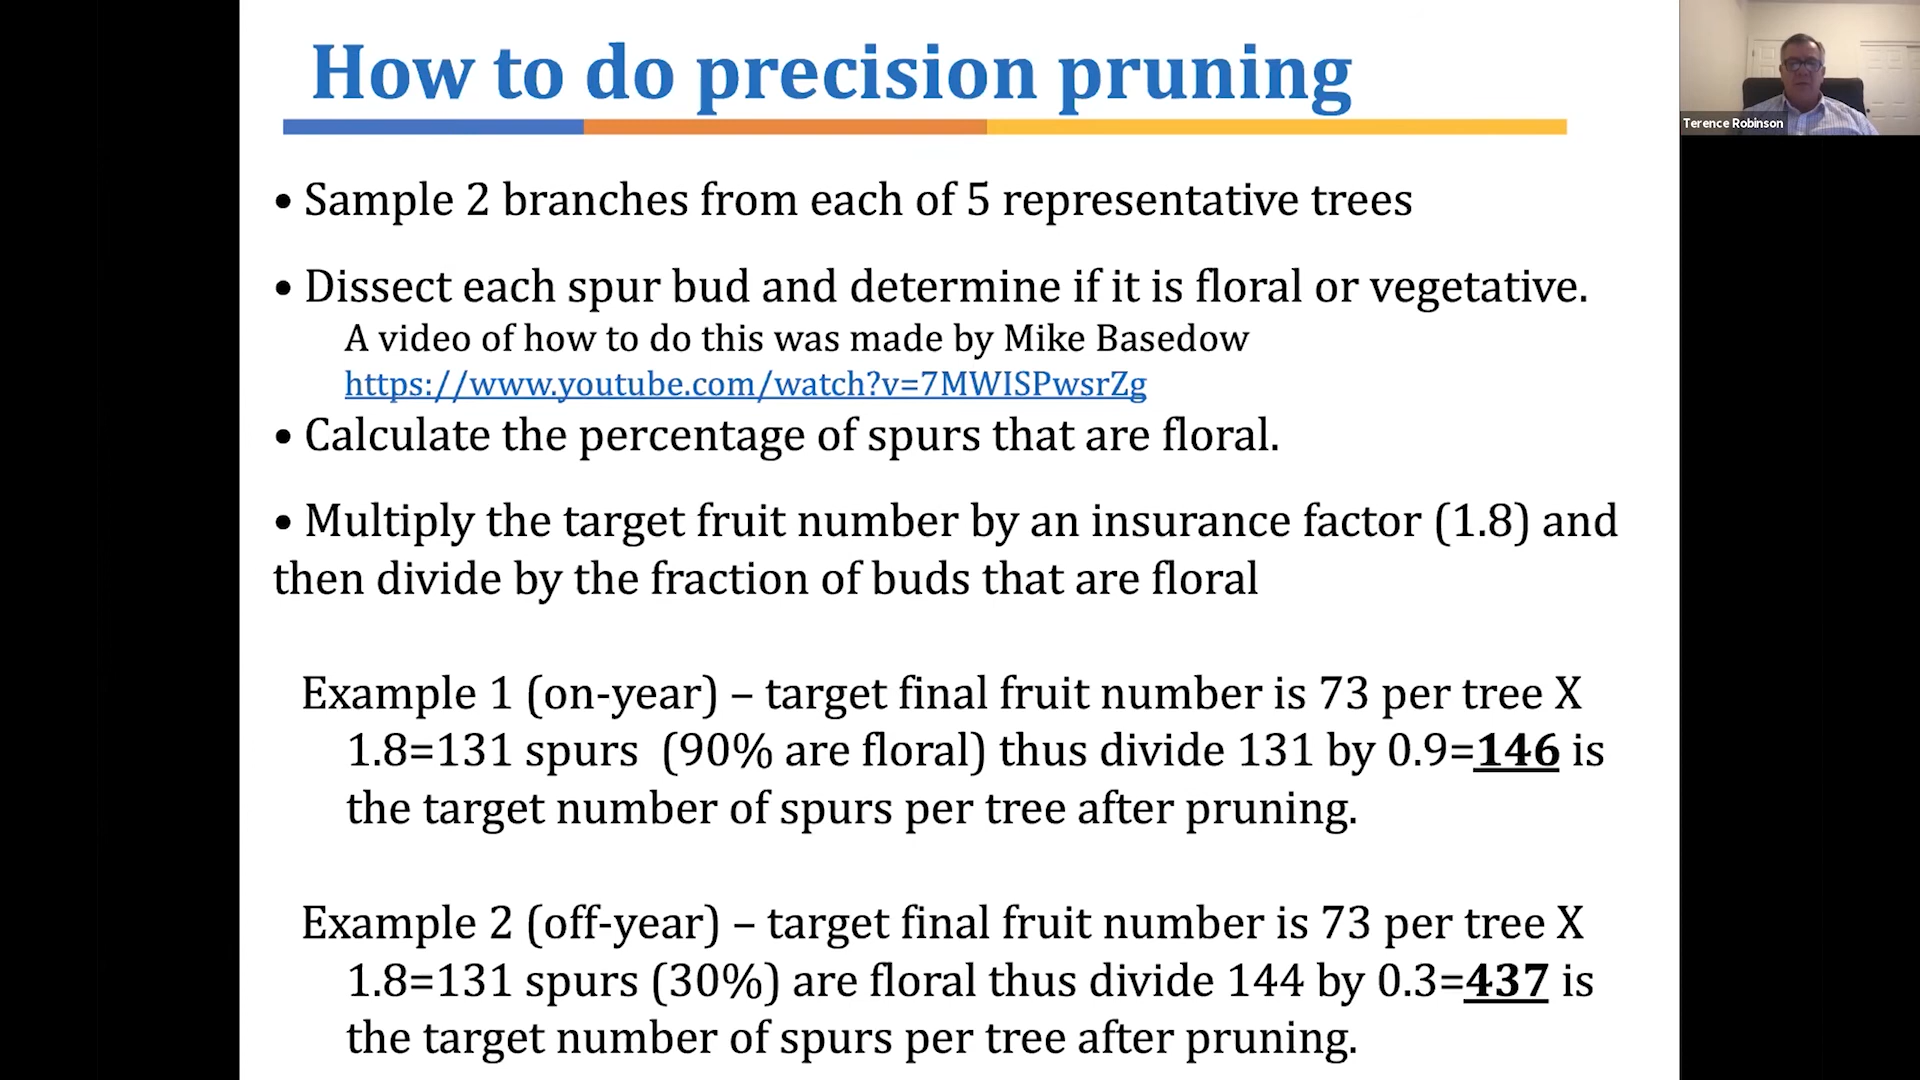 How to do precision pruning
Terence Robinson
• Sample 2 branches from each of 5 representative trees
• Dissect each spur bud and determine if it is floral or vegetative.
A video of how to do this was made by Mike Basedow
https://www.youtube.com/watch?v=7MWISPwsrZg
• Calculate the percentage of spurs that are floral.
• Multiply the target fruit number by an insurance factor (1.8) and
then divide by the fraction of buds that are floral
Example 1 (on-year) – target final fruit number is 73 per tree X
1.8=131 spurs (90% are floral) thus divide 131 by 0.9=146 is
the target number of spurs per tree after pruning.
Example 2 (off-year) – target final fruit number is 73 per tree X
1.8=131 spurs (30%) are floral thus divide 144 by 0.3=437 is
the target number of spurs per tree after pruning.